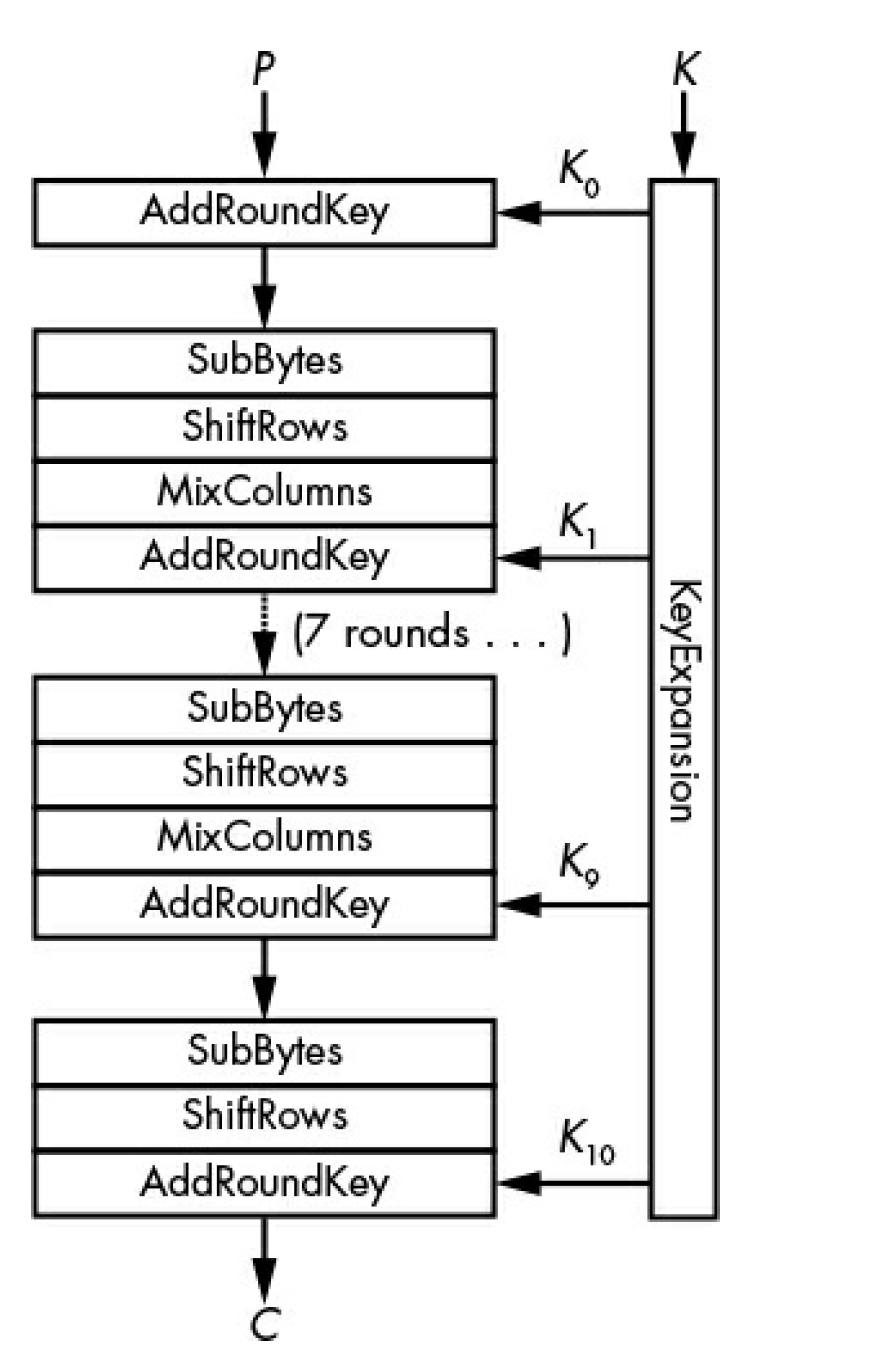 P
K
K₀
AddRoundKey
SubBytes
ShiftRows
MixColumns
K₁
AddRoundKey
(7 rounds . . . )
KeyExpansion
SubBytes
ShiftRows
MixColumns
K₉
AddRoundKey
SubBytes
ShiftRows
K₁₀
AddRoundKey
C